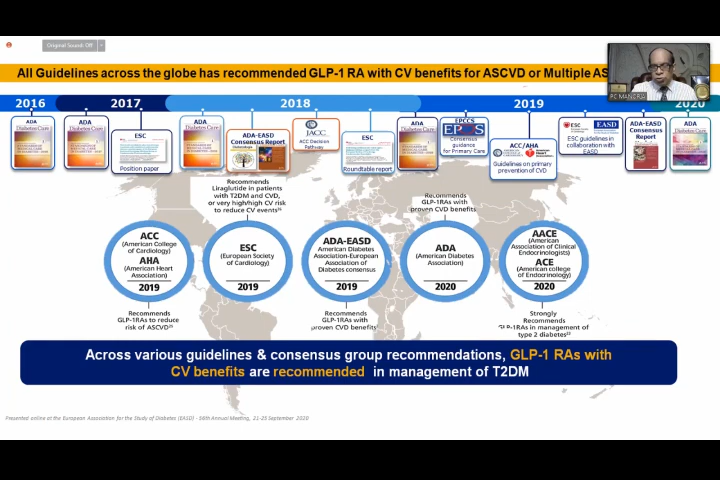 Original Sound: Off
All Guidelines across the globe has recommended GLP-1 RA with CV benefits for ASCVD or Multiple AS
PC MANORIA
2016
2017
2018
2019
2020
ADA
Diabetes Care
ADA
Diabetes Care
ESC
Position paper
ADA
Diabetes Care
ADA-EASD
Consensus Report
JACC
ACC Decision
Pathway
ESC
Roundtable report
ADA
Diabetes Care
EPCCS
Consensus
guidance
for Primary Care
ACC/AHA
Guidelines on primary
prevention of CVD
ESC
EASD
ESC guidelines in
collaboration with
EASD
ADA-EASD
Consensus
Report
ADA
Recommends
Liraglutide in patients
with T2DM and CVD,
or very high/high CV risk
to reduce CV events
Recommends
GLP-1RAs with
proven CVD benefits
ACC
(American College
of Cardiology)
AHA
(American Heart
Association)
2019
ESC
(European Society
of Cardiology)
2019
ADA-EASD
American Diabetes
Association-European
Association of
Diabetes consensus
2019
ADA
(American Diabetes
Association)
2020
AACE
(American
Association of Clinical
Endocrinologists)
ACE
(American college
of Endocrinology)
2020
Recommends
GLP-1RAs to reduce
risk of ASCVD
Recommends
GLP-1RAs with
proven CVD benefits
Strongly
Recommends
GLP-1RAs in management of
type 2 diabetes
Across various guidelines & consensus group recommendations, GLP-1 RAs with
CV benefits are recommended in management of T2DM
Presented online at the European Association for the Study of Diabetes (EASD) - 56th Annual Meeting, 21-25 September 2020